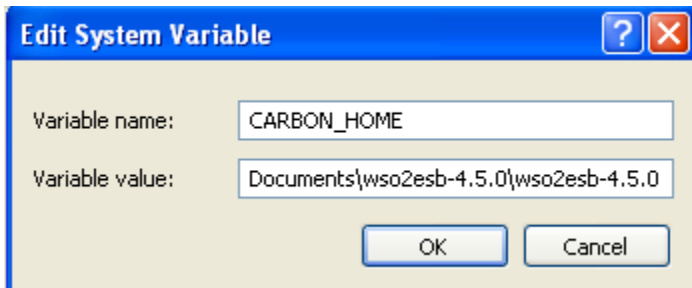 Edit System Variable
Variable name: CARBON_HOME
Variable value: Documents\wso2esb-4.5.0\wso2esb-4.5.0
OK Cancel